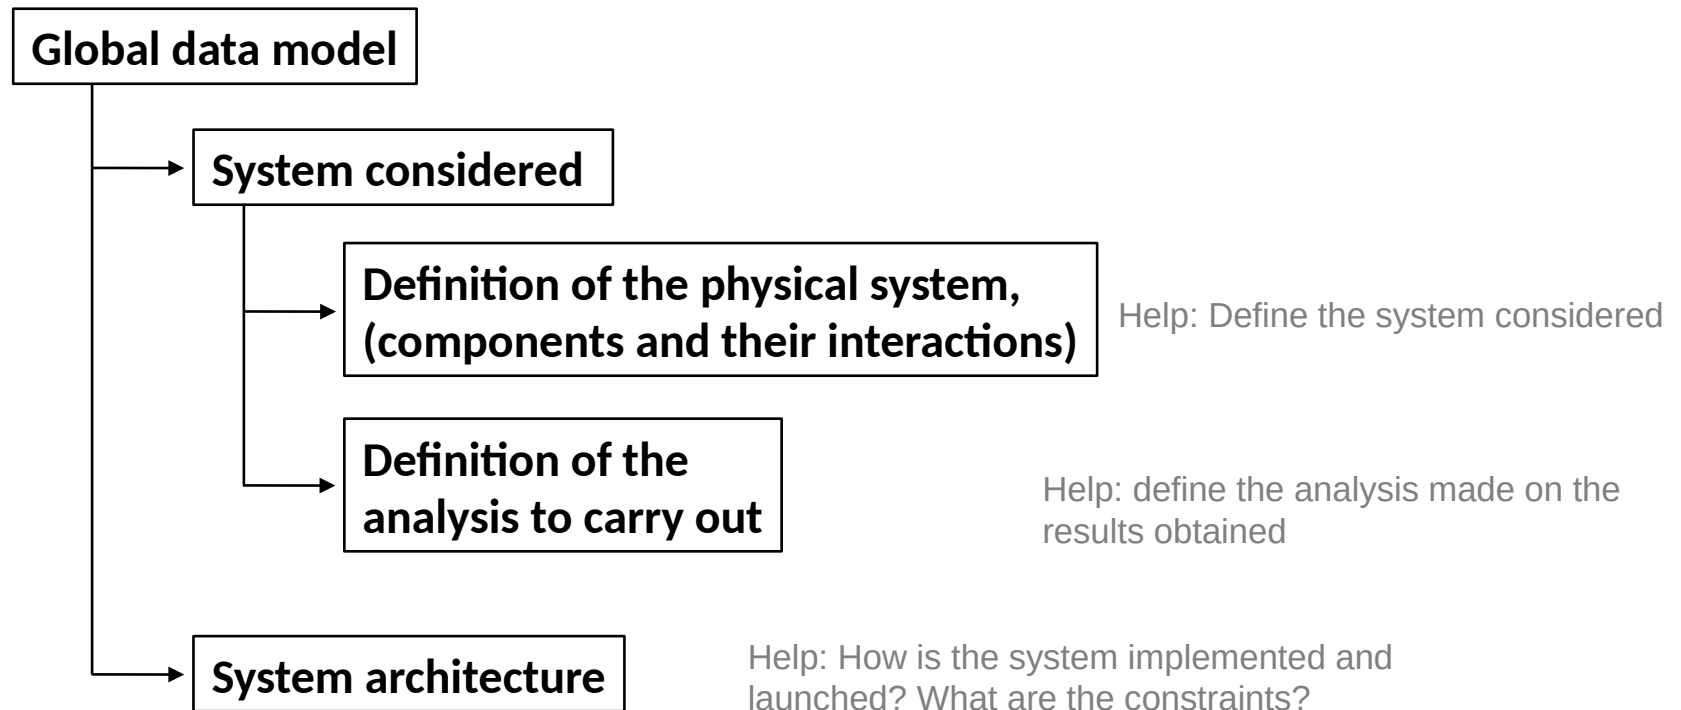 Global data model
System considered
Definition of the physical system,
(components and their interactions)
Help: Define the system considered
Definition of the
analysis to carry out
Help: define the analysis made on the
results obtained
System architecture
Help: How is the system implemented and
launched? What are the constraints?